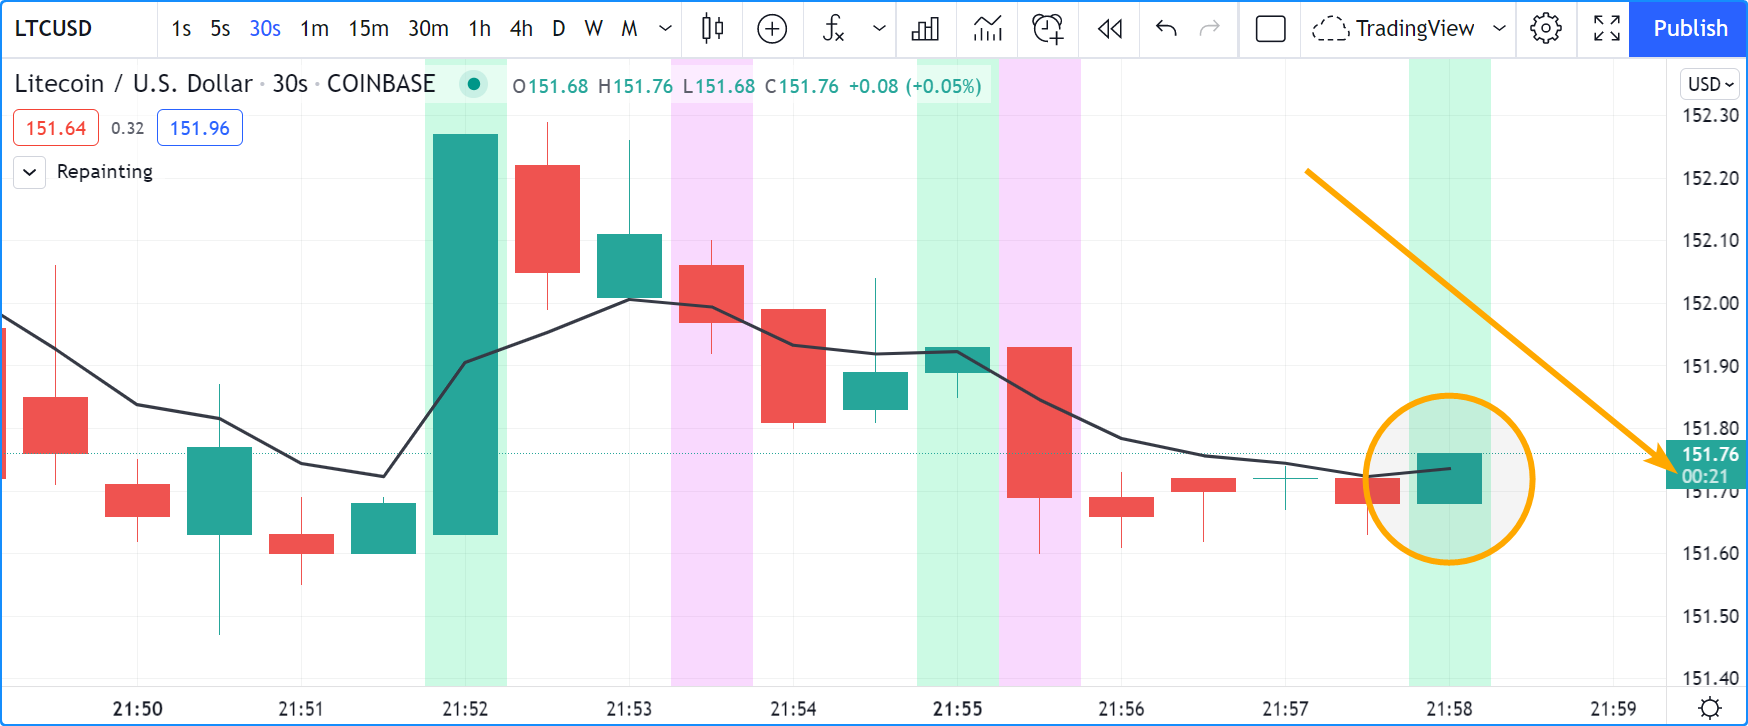 LTCUSD 1s 5s 30s 1m 15m 30m 1h 4h D W M fx TradingView Publish
Litecoin / U.S. Dollar · 30s · COINBASE O151.68 H151.76 L151.68 C151.76 +0.08 (+0.05%) USD
151.64 0.32 151.96
Repainting
152.30
152.20
152.10
152.00
151.90
151.80
151.76
00:21
151.70
151.60
151.50
151.40
21:50 21:51 21:52 21:53 21:54 21:55 21:56 21:57 21:58 21:59